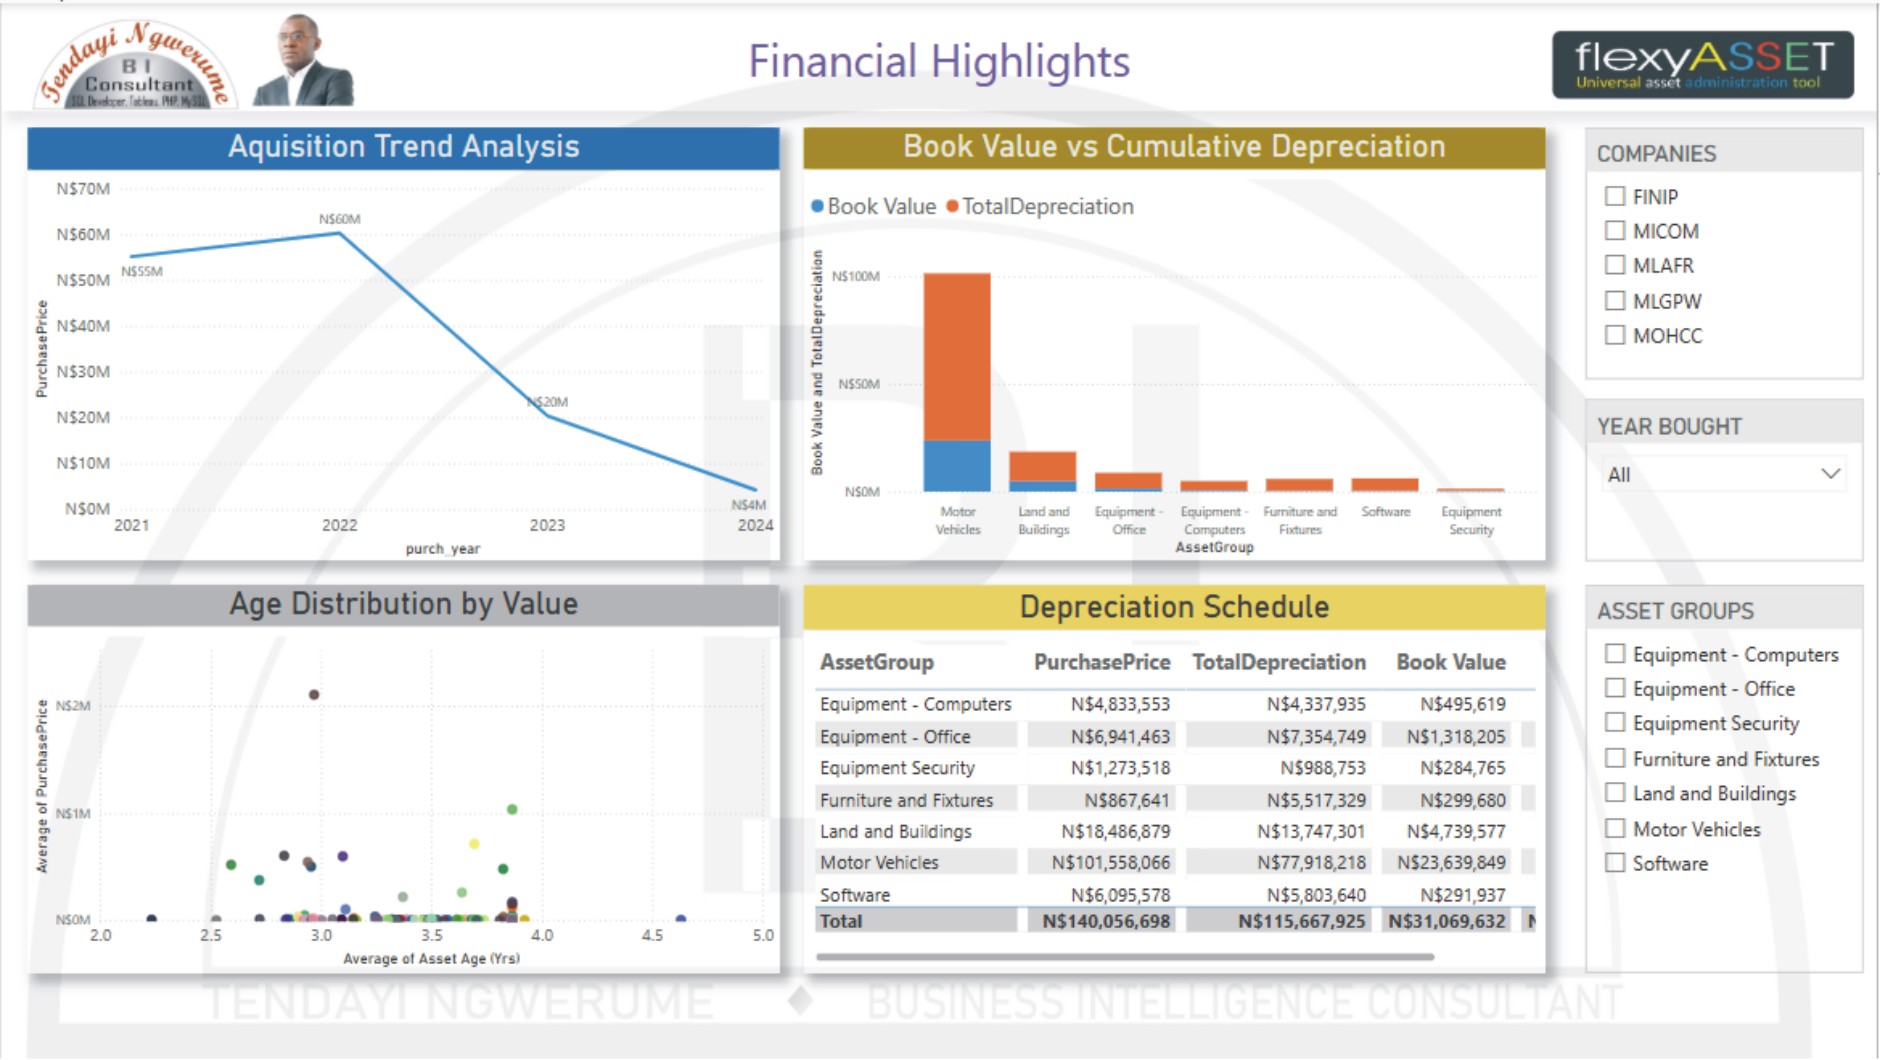 Tendayi Ngwerume
BI
Consultant
SQL Developer, Tableau, PHP, MySQL
Financial Highlights
flexyASSET
Universal asset administration tool
Aquisition Trend Analysis
N$70M
N$60M
N$50M
N$40M
N$30M
N$20M
N$10M
N$0M
PurchasePrice
N$55M
N$60M
N$20M
N$4M
2021 2022 2023 2024
purch_year
Book Value vs Cumulative Depreciation
Book Value TotalDepreciation
Book Value and TotalDepreciation
N$100M
N$50M
N$0M
Motor Vehicles
Land and Buildings
Equipment - Office
Equipment - Computers
Furniture and Fixtures
Software
Equipment Security
AssetGroup
COMPANIES
FINIP
MICOM
MLAFR
MLGPW
MOHCC
YEAR BOUGHT
All
Age Distribution by Value
Average of PurchasePrice
N$2M
N$1M
N$0M
2.0 2.5 3.0 3.5 4.0 4.5 5.0
Average of Asset Age (Yrs)
Depreciation Schedule
AssetGroup PurchasePrice TotalDepreciation Book Value
Equipment - Computers N$4,833,553 N$4,337,935 N$495,619
Equipment - Office N$6,941,463 N$7,354,749 N$1,318,205
Equipment Security N$1,273,518 N$988,753 N$284,765
Furniture and Fixtures N$867,641 N$5,517,329 N$299,680
Land and Buildings N$18,486,879 N$13,747,301 N$4,739,577
Motor Vehicles N$101,558,066 N$77,918,218 N$23,639,849
Software N$6,095,578 N$5,803,640 N$291,937
Total N$140,056,698 N$115,667,925 N$31,069,632 N
ASSET GROUPS
Equipment - Computers
Equipment - Office
Equipment Security
Furniture and Fixtures
Land and Buildings
Motor Vehicles
Software
TENDAYI NGWERUME ◆ BUSINESS INTELLIGENCE CONSULTANT